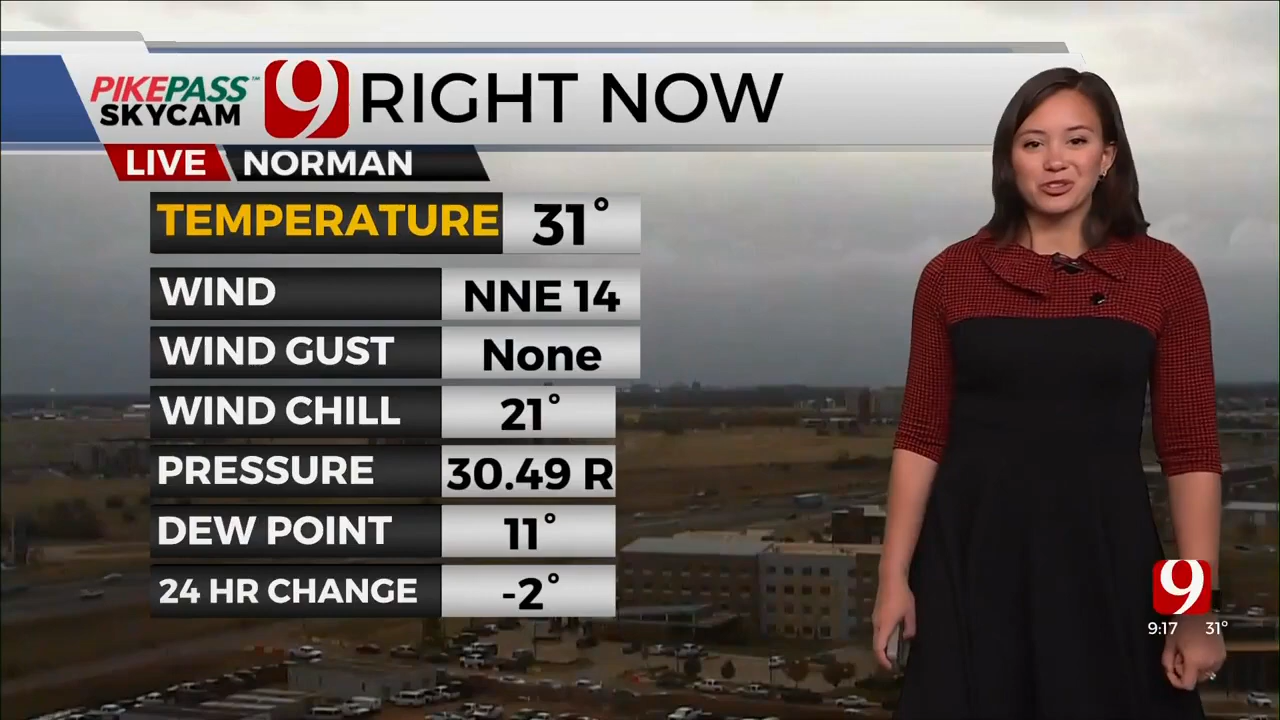 PIKEPASS™
SKYCAM
9 RIGHT NOW
LIVE NORMAN
TEMPERATURE 31°
WIND NNE 14
WIND GUST None
WIND CHILL 21°
PRESSURE 30.49 R
DEW POINT 11°
24 HR CHANGE -2°
9
9:17 31°